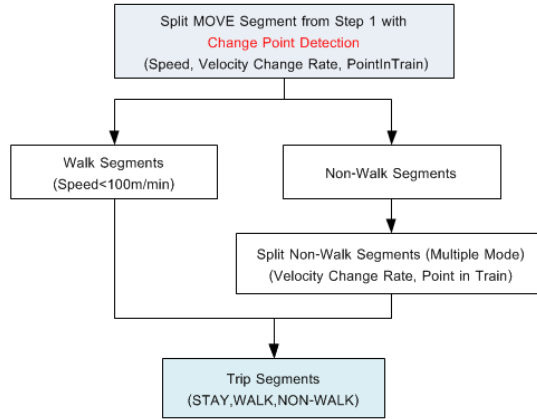 Split MOVE Segment from Step 1 with
Change Point Detection
(Speed, Velocity Change Rate, PointInTrain)
Walk Segments
(Speed<100m/min)
Non-Walk Segments
Split Non-Walk Segments (Multiple Mode)
(Velocity Change Rate, Point in Train)
Trip Segments
(STAY,WALK,NON-WALK)